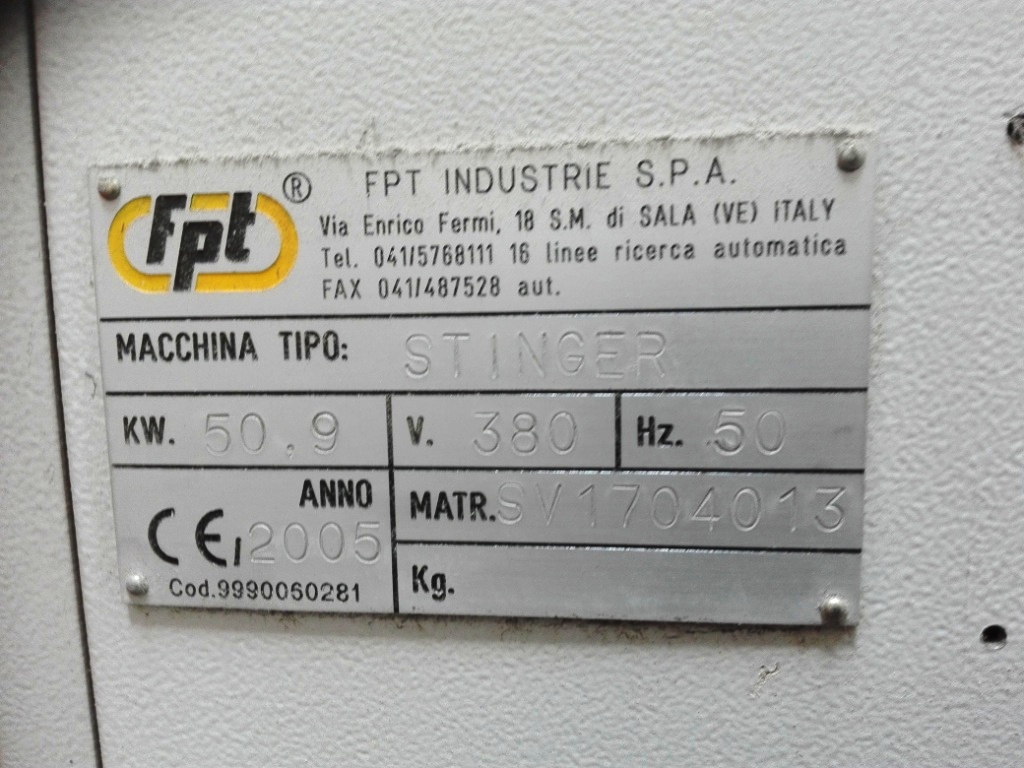 fpt ® FPT INDUSTRIE S.P.A.
Via Enrico Fermi, 18 S.M. di SALA (VE) ITALY
Tel. 041/5768111 16 linee ricerca automatica
FAX 041/487528 aut.
MACCHINA TIPO: STINGER
KW. 50,9 V. 380 Hz. 50
ANNO
CE, 2005
Cod.9990060281
MATR. SV1704013
Kg.